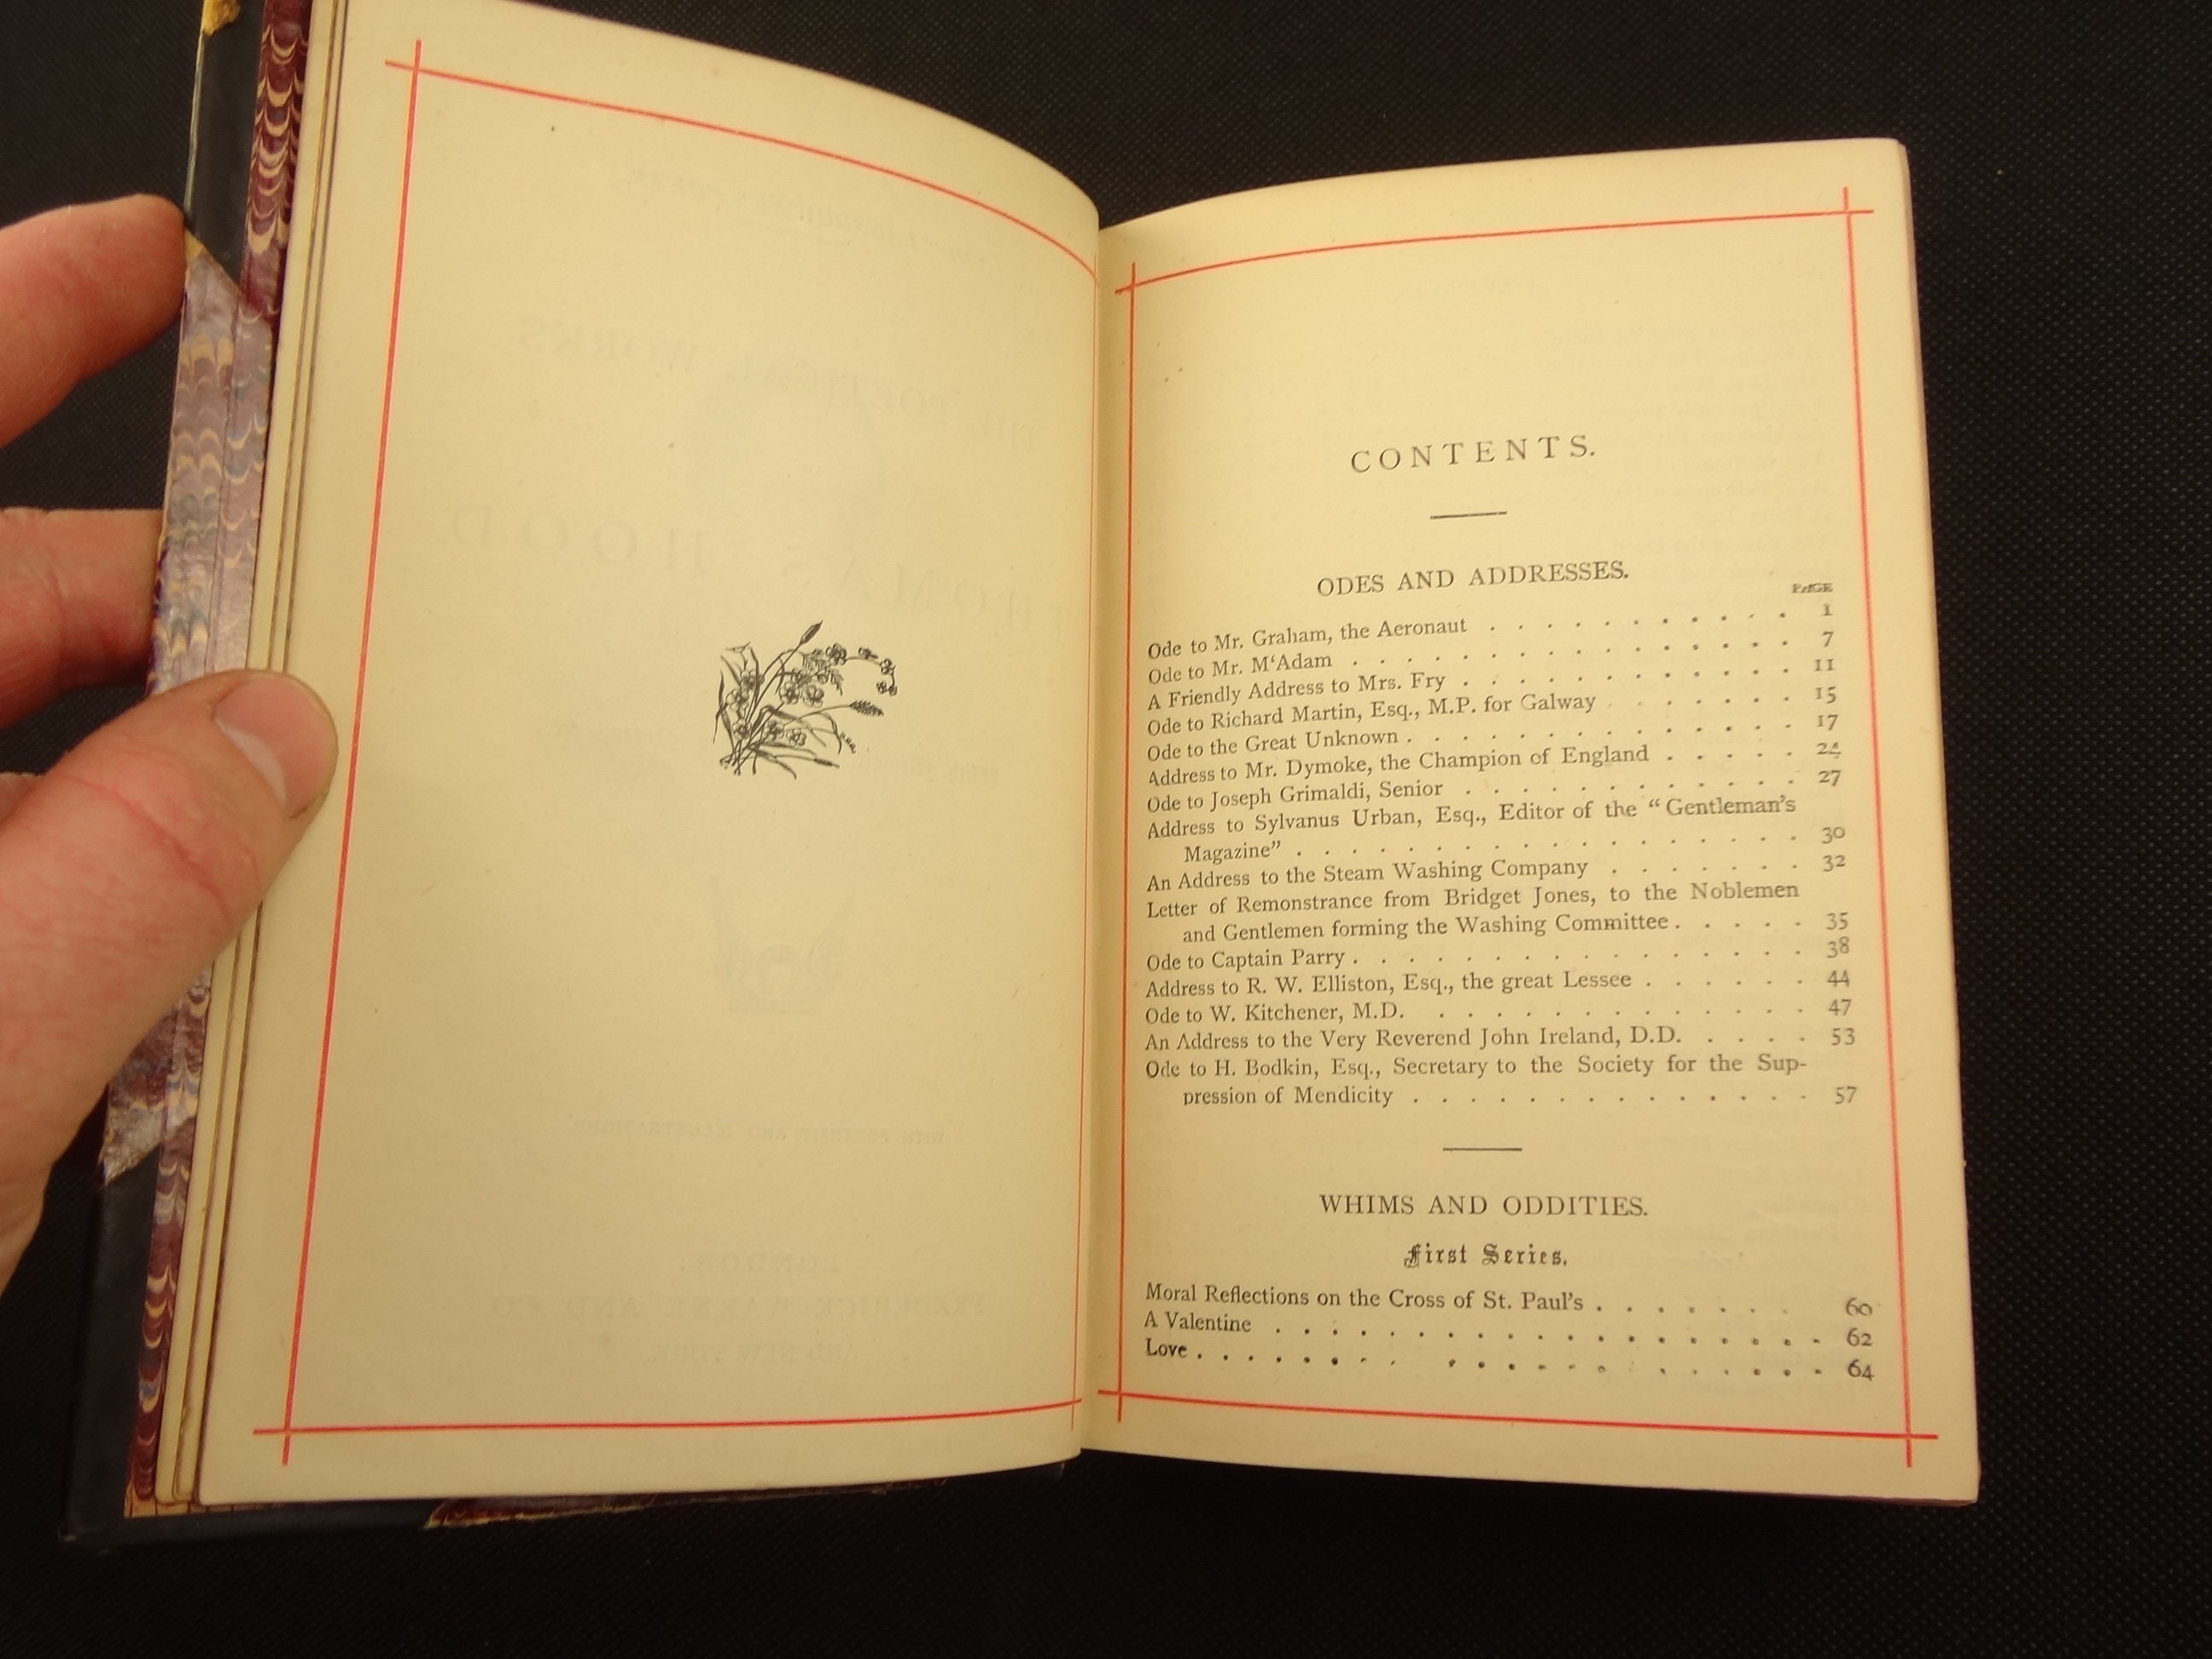 CONTENTS.
ODES AND ADDRESSES.
PAGE
Ode to Mr. Graham, the Aeronaut . . . . . . . . . . . 1
Ode to Mr. M‘Adam . . . . . . . . . . . . . . . . 7
A Friendly Address to Mrs. Fry . . . . . . . . . . . . 11
Ode to Richard Martin, Esq., M.P. for Galway . . . . . . . 15
Ode to the Great Unknown . . . . . . . . . . . . . . 17
Address to Mr. Dymoke, the Champion of England . . . . . 24
Ode to Joseph Grimaldi, Senior . . . . . . . . . . . . 27
Address to Sylvanus Urban, Esq., Editor of the “Gentleman’s
Magazine” . . . . . . . . . . . . . . . . . . 30
An Address to the Steam Washing Company . . . . . . . 32
Letter of Remonstrance from Bridget Jones, to the Noblemen
and Gentlemen forming the Washing Committee . . . . . 35
Ode to Captain Parry . . . . . . . . . . . . . . . . 38
Address to R. W. Elliston, Esq., the great Lessee . . . . . . 44
Ode to W. Kitchener, M.D. . . . . . . . . . . . . . 47
An Address to the Very Reverend John Ireland, D.D. . . . . 53
Ode to H. Bodkin, Esq., Secretary to the Society for the Sup-
pression of Mendicity . . . . . . . . . . . . . . 57
WHIMS AND ODDITIES.
First Series.
Moral Reflections on the Cross of St. Paul’s . . . . . . . 60
A Valentine . . . . . . . . . . . . . . . . . . . . 62
Love . . . . . . . . . . . . . . . . . . . . . 64